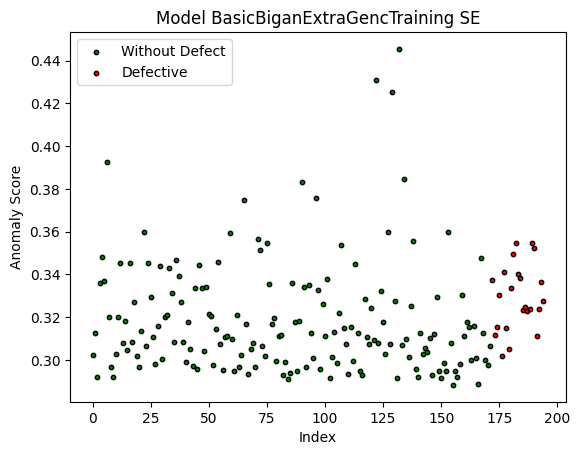 Model BasicBiganExtraGencTraining SE
Without Defect
Defective
Anomaly Score
0.44
0.42
0.40
0.38
0.36
0.34
0.32
0.30
0 25 50 75 100 125 150 175 200
Index